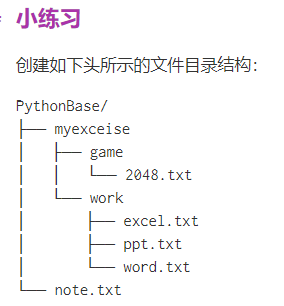 小练习
创建如下头所示的文件目录结构：
PythonBase/
├── myexceise
│   ├── game
│   │   └── 2048.txt
│   └── work
│       ├── excel.txt
│       ├── ppt.txt
│       └── word.txt
└── note.txt